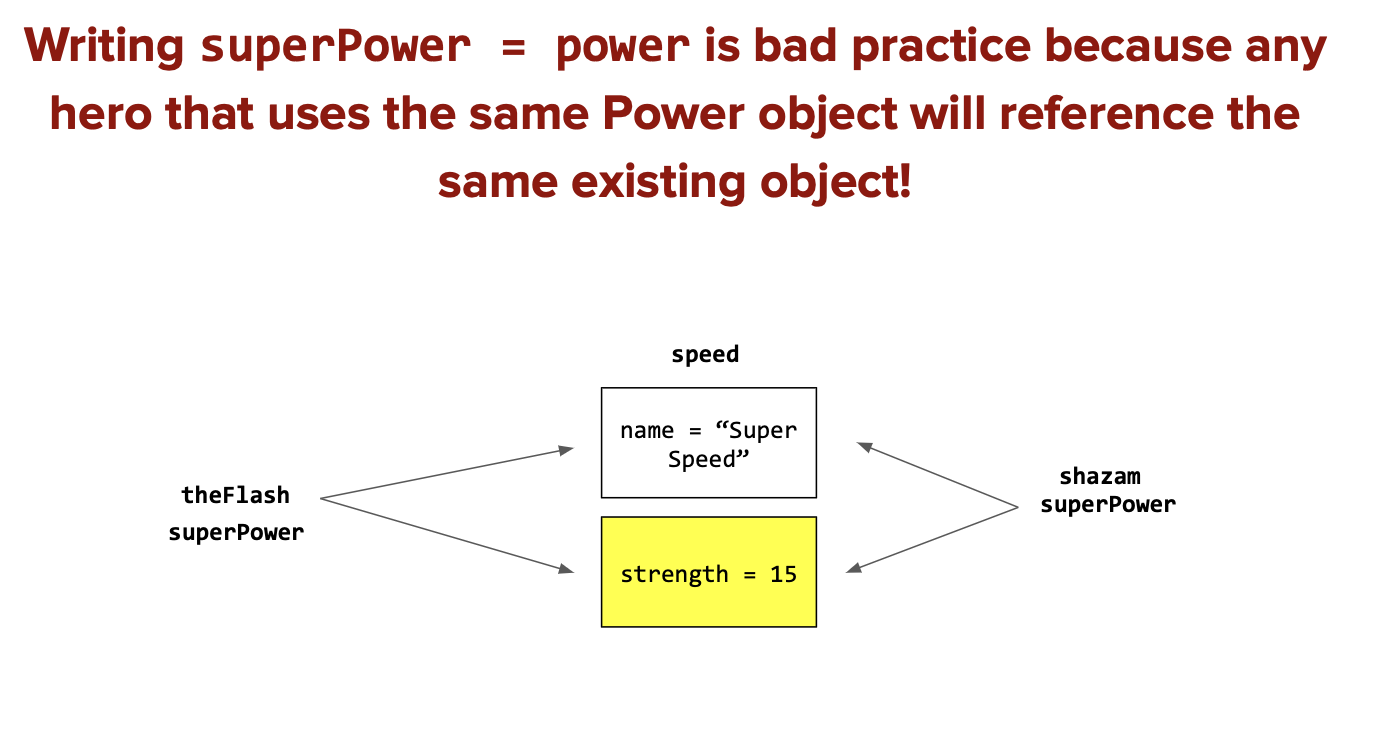 Writing superPower = power is bad practice because any
hero that uses the same Power object will reference the
same existing object!
speed
name = “Super
Speed”
theFlash
superPower
strength = 15
shazam
superPower